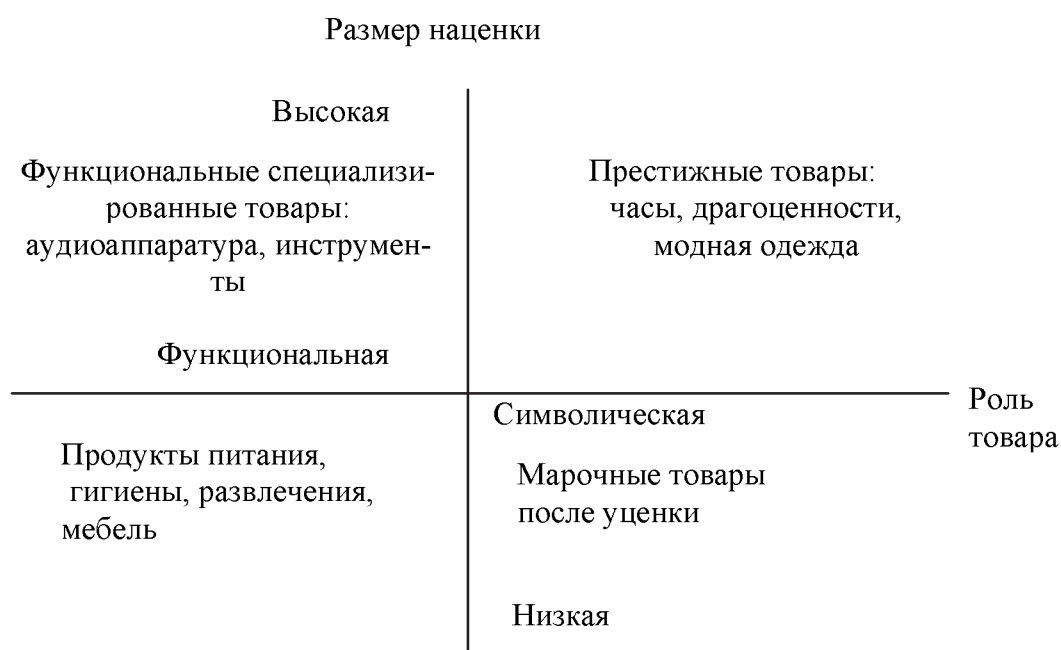 Размер наценки
Высокая
Функциональные специализи-
рованные товары:
аудиоаппаратура, инструмен-
ты
Престижные товары:
часы, драгоценности,
модная одежда
Функциональная
Символическая
Роль
товара
Продукты питания,
гигиены, развлечения,
мебель
Марочные товары
после уценки
Низкая